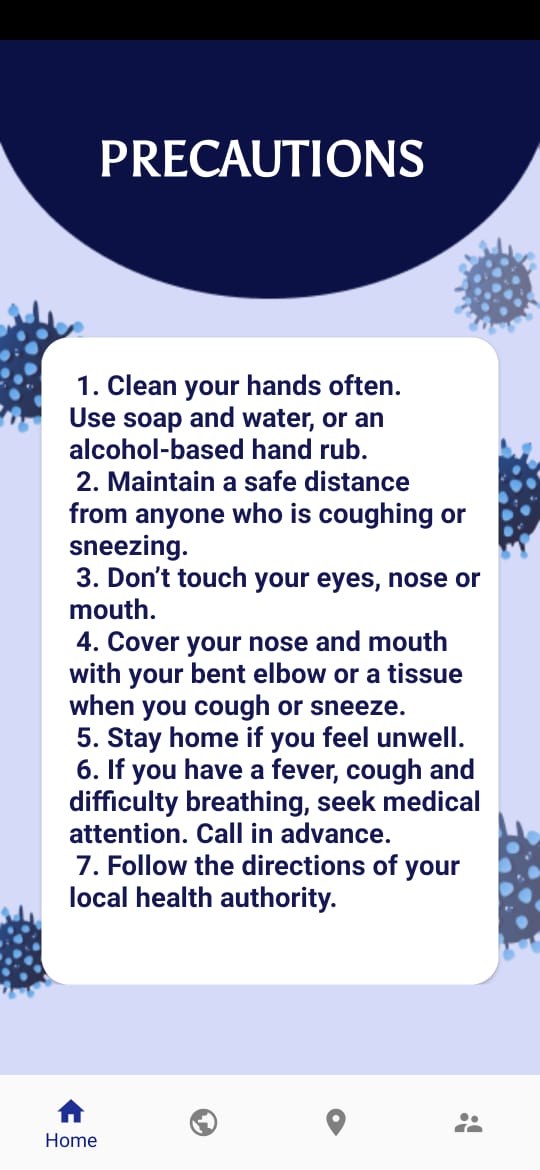 PRECAUTIONS
1. Clean your hands often.
Use soap and water, or an
alcohol-based hand rub.
2. Maintain a safe distance
from anyone who is coughing or
sneezing.
3. Don’t touch your eyes, nose or
mouth.
4. Cover your nose and mouth
with your bent elbow or a tissue
when you cough or sneeze.
5. Stay home if you feel unwell.
6. If you have a fever, cough and
difficulty breathing, seek medical
attention. Call in advance.
7. Follow the directions of your
local health authority.
Home